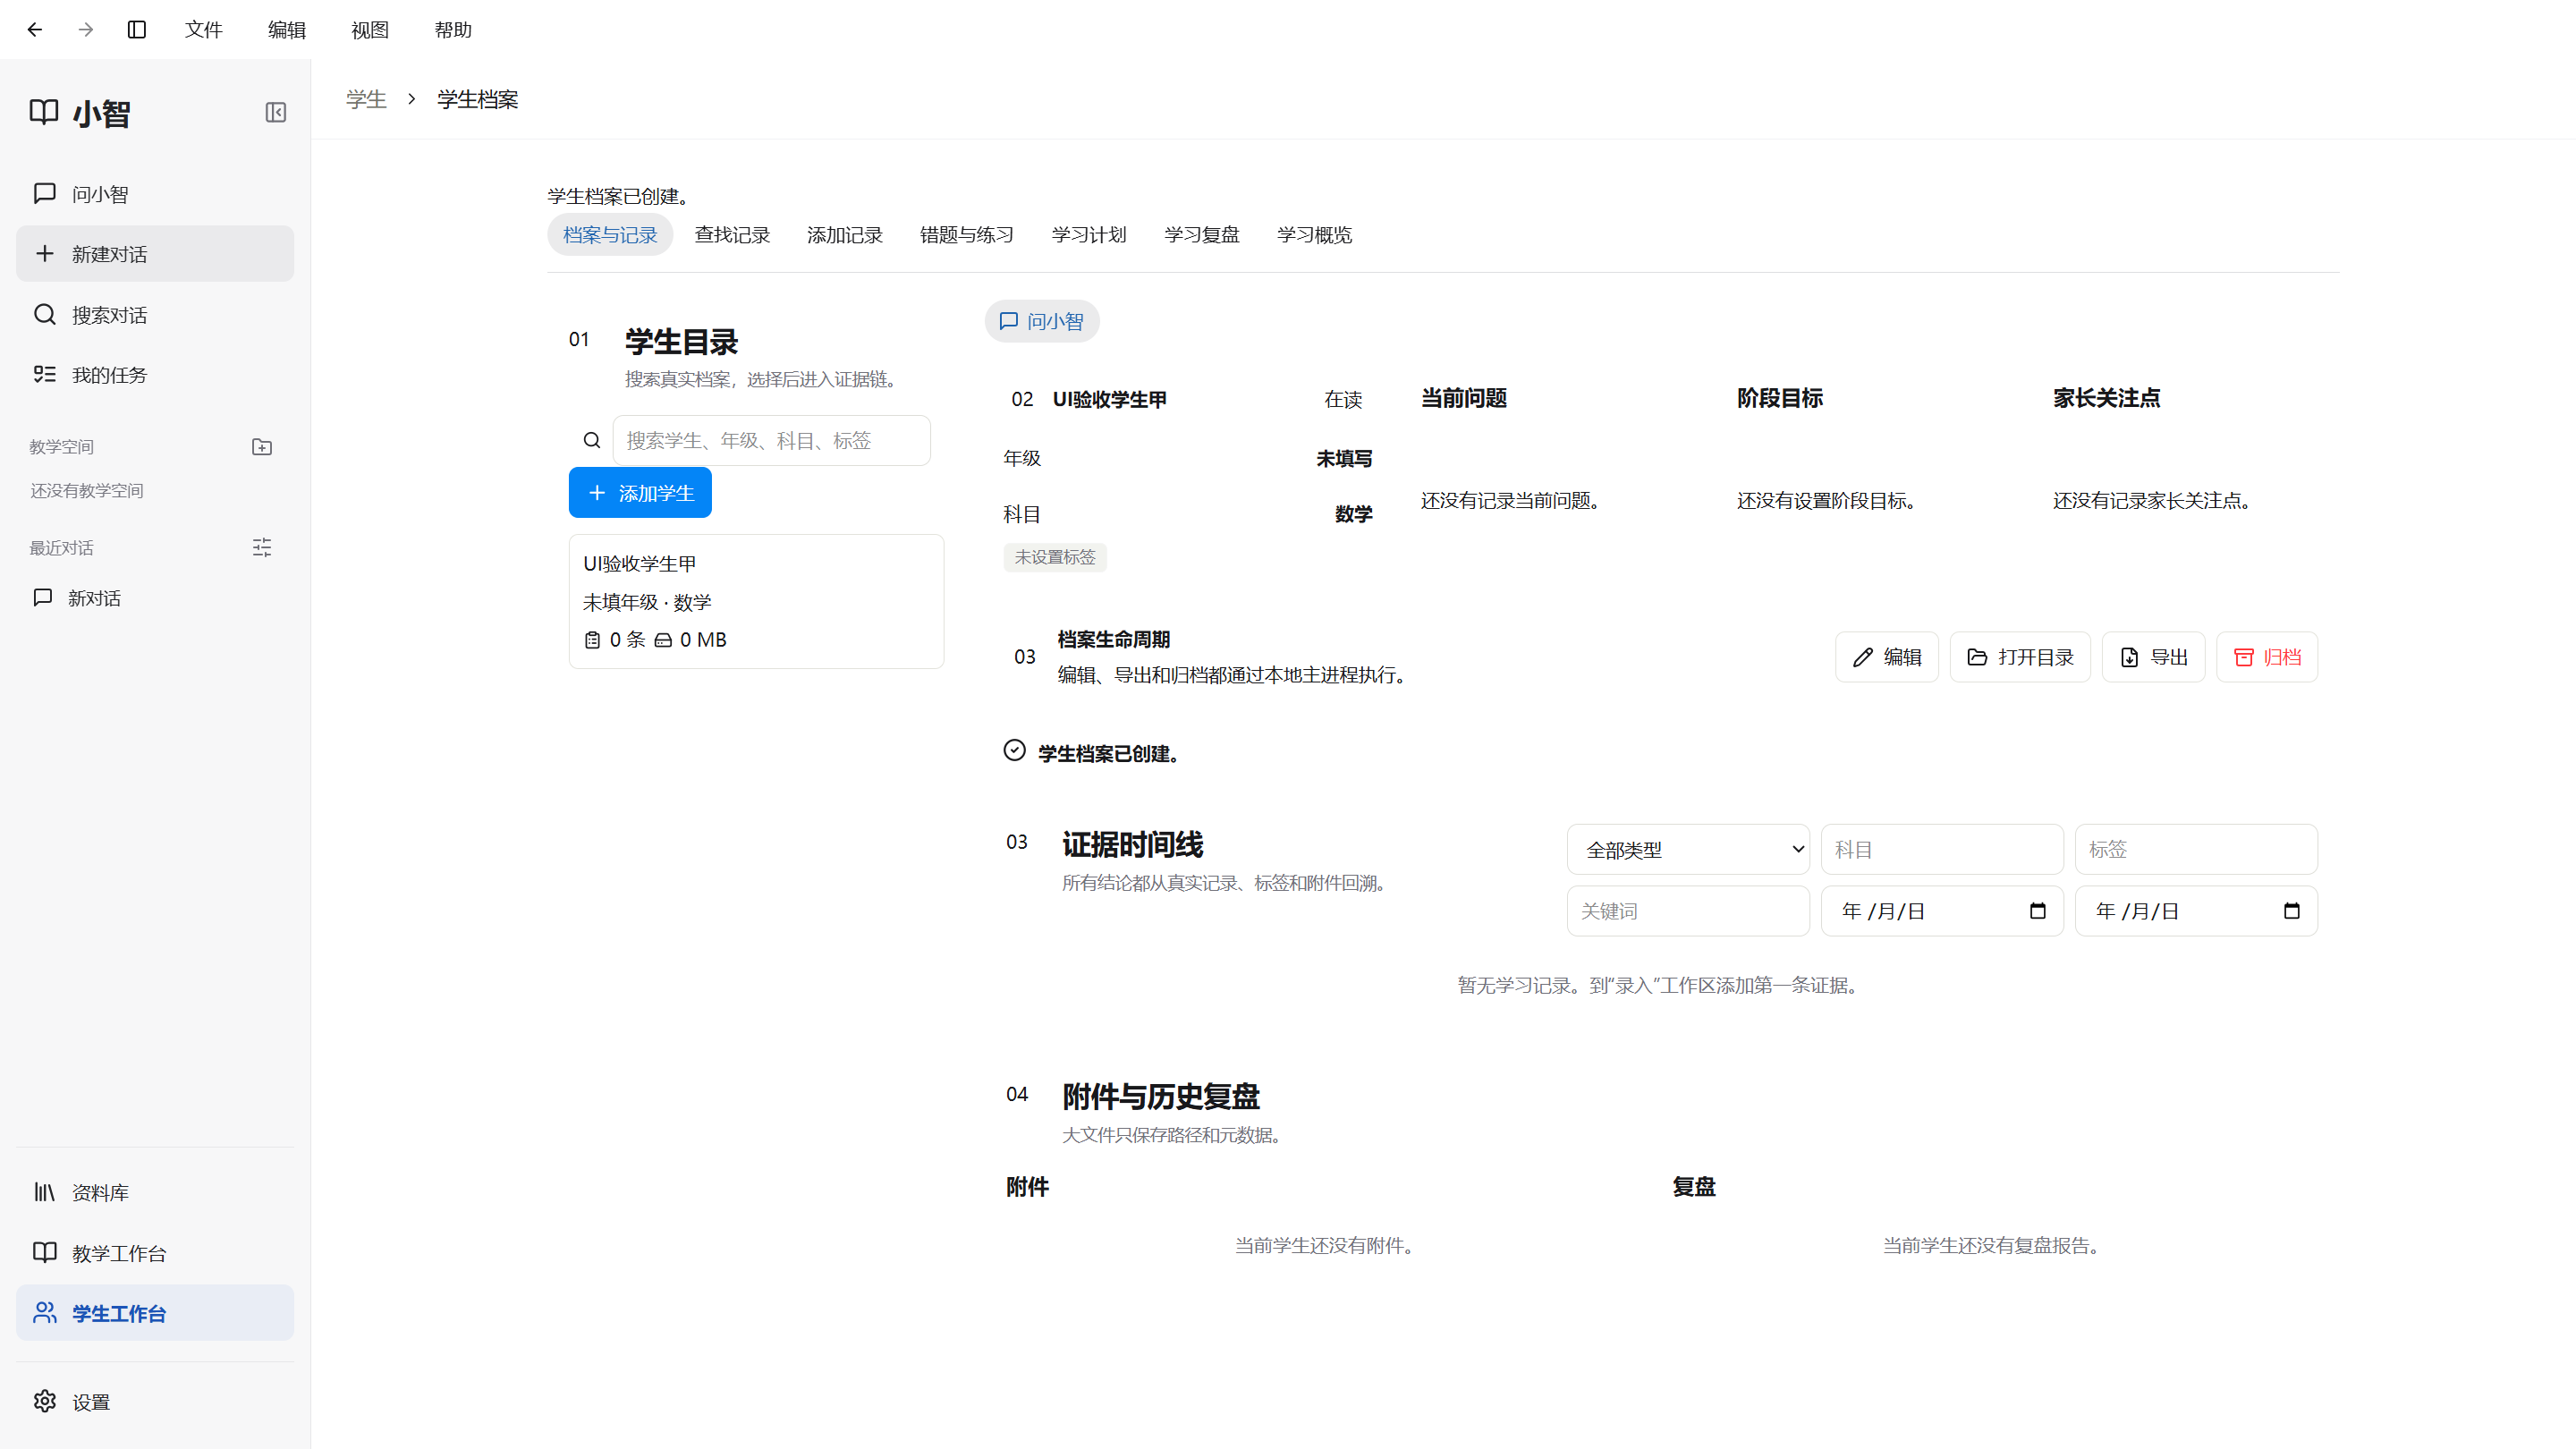 文件 编辑 视图 帮助
小智
问小智
新建对话
搜索对话
我的任务
教学空间
还没有教学空间
最近对话
新对话
资料库
教学工作台
学生工作台
设置
学生 > 学生档案
学生档案已创建。
档案与记录 查找记录 添加记录 错题与练习 学习计划 学习复盘 学习概览
01 学生目录
搜索真实档案，选择后进入证据链。
搜索学生、年级、科目、标签
添加学生
UI验收学生甲
未填年级 · 数学
0 条 0 MB
问小智
02 UI验收学生甲 在读
年级 未填写
科目 数学
未设置标签
当前问题
还没有记录当前问题。
阶段目标
还没有设置阶段目标。
家长关注点
还没有记录家长关注点。
03 档案生命周期
编辑、导出和归档都通过本地主进程执行。
编辑 打开目录 导出 归档
学生档案已创建。
03 证据时间线
所有结论都从真实记录、标签和附件回溯。
全部类型 科目 标签
关键词 年 /月/日 年 /月/日
暂无学习记录。到“录入”工作区添加第一条证据。
04 附件与历史复盘
大文件只保存路径和元数据。
附件
当前学生还没有附件。
复盘
当前学生还没有复盘报告。